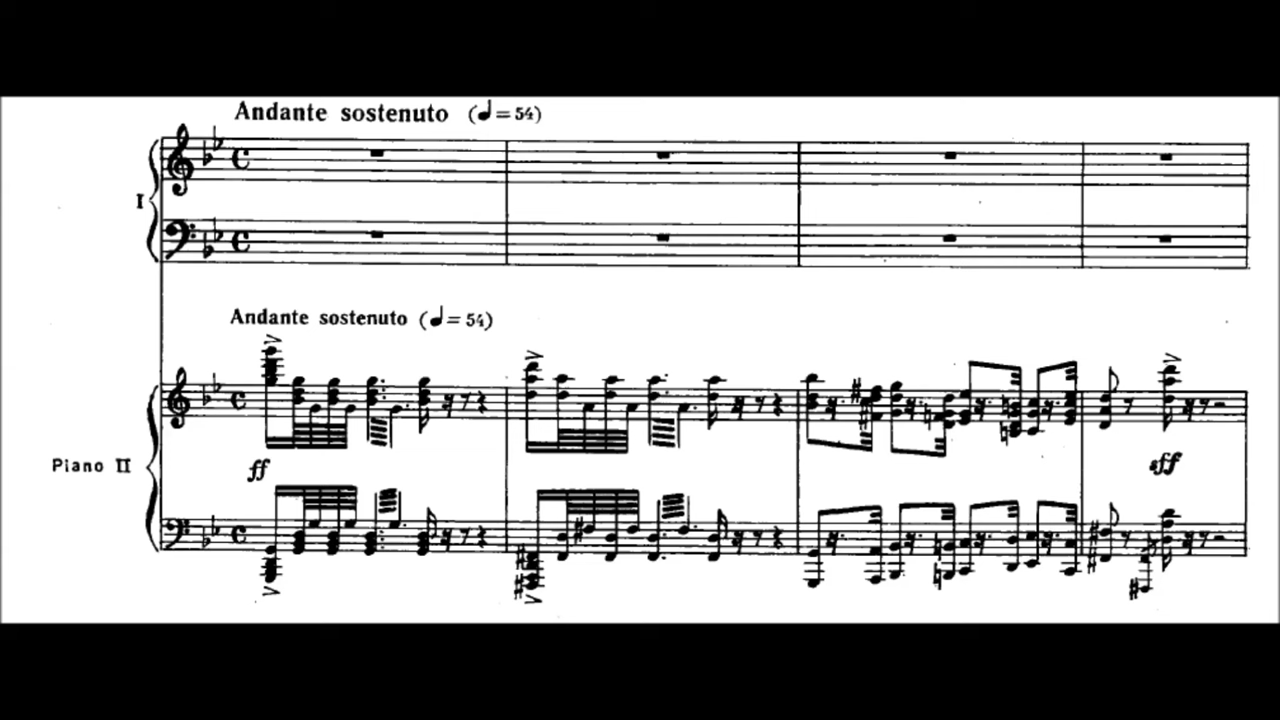 Andante sostenuto (♩= 54)
I
Andante sostenuto (♩= 54)
Piano II
ff
sff